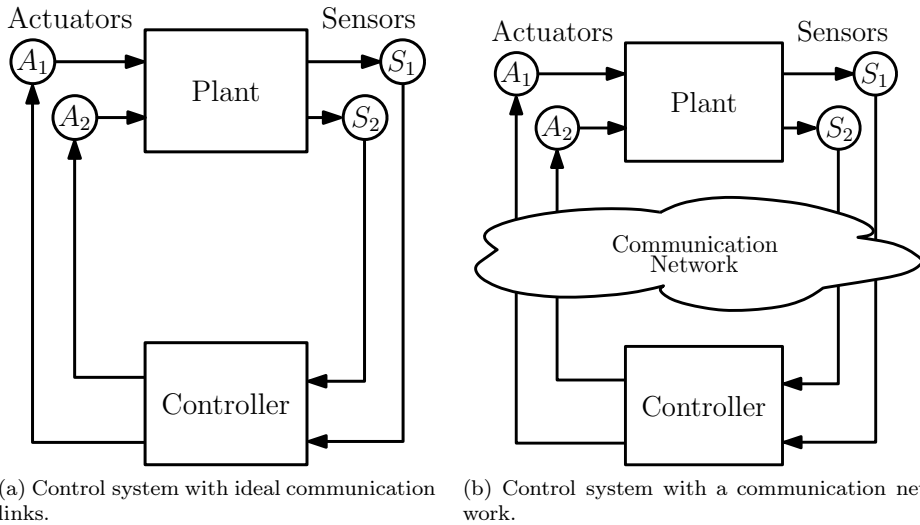 Actuators
Sensors
A1
S1
Plant
A2
S2
Controller
(a) Control system with ideal communication
links.
Actuators
Sensors
A1
S1
Plant
A2
S2
Communication
Network
Controller
(b) Control system with a communication net
work.